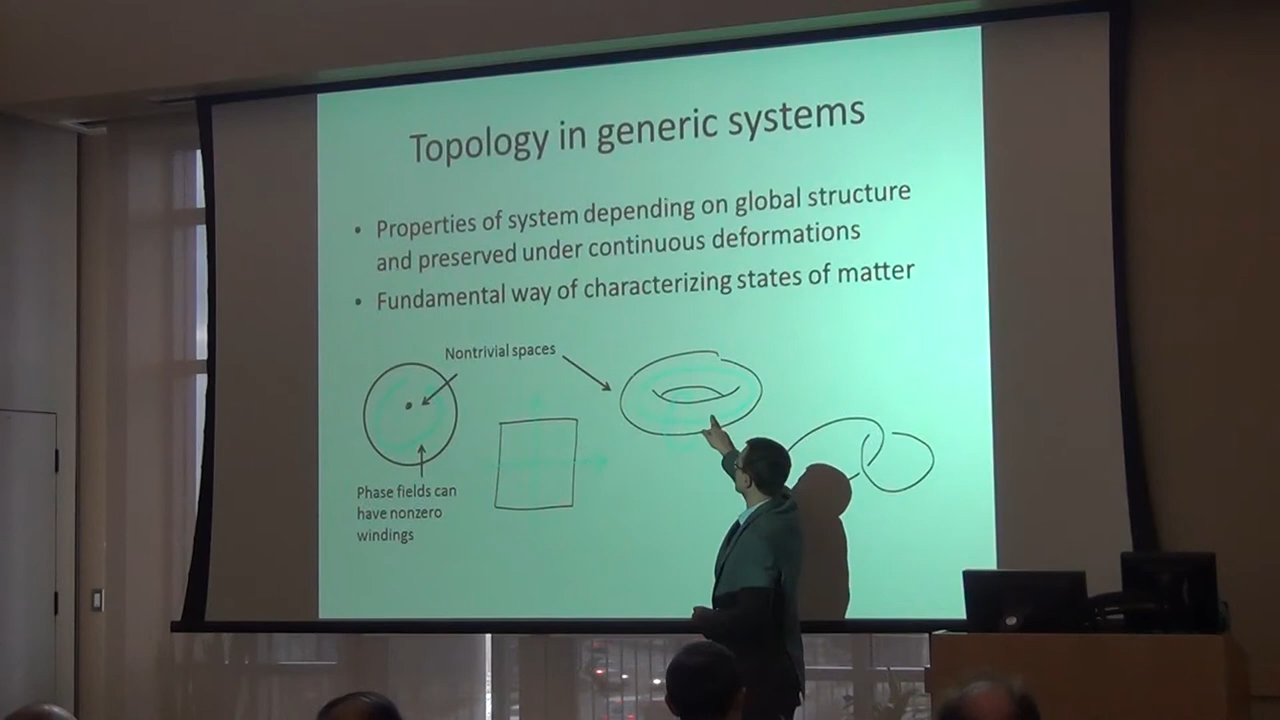 Topology in generic systems
• Properties of system depending on global structure
and preserved under continuous deformations
• Fundamental way of characterizing states of matter
Nontrivial spaces
Phase fields can
have nonzero
windings